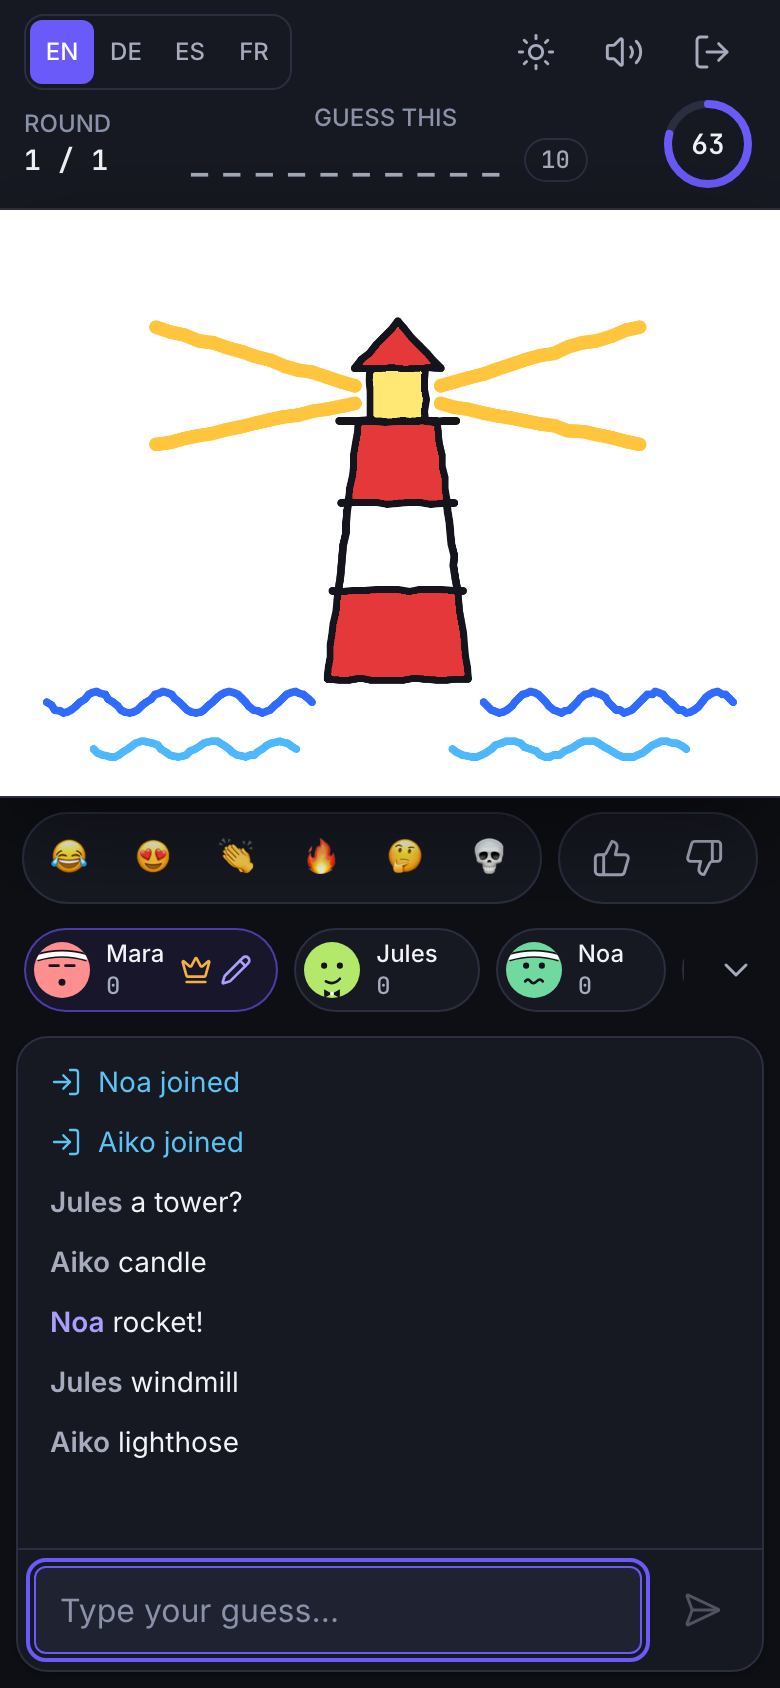 EN DE ES FR
ROUND
1 / 1
GUESS THIS
_ _ _ _ _ _ _ _ _ _
10
63
Mara
0
Jules
0
Noa
0
Noa joined
Aiko joined
Jules a tower?
Aiko candle
Noa rocket!
Jules windmill
Aiko lighthose
Type your guess...